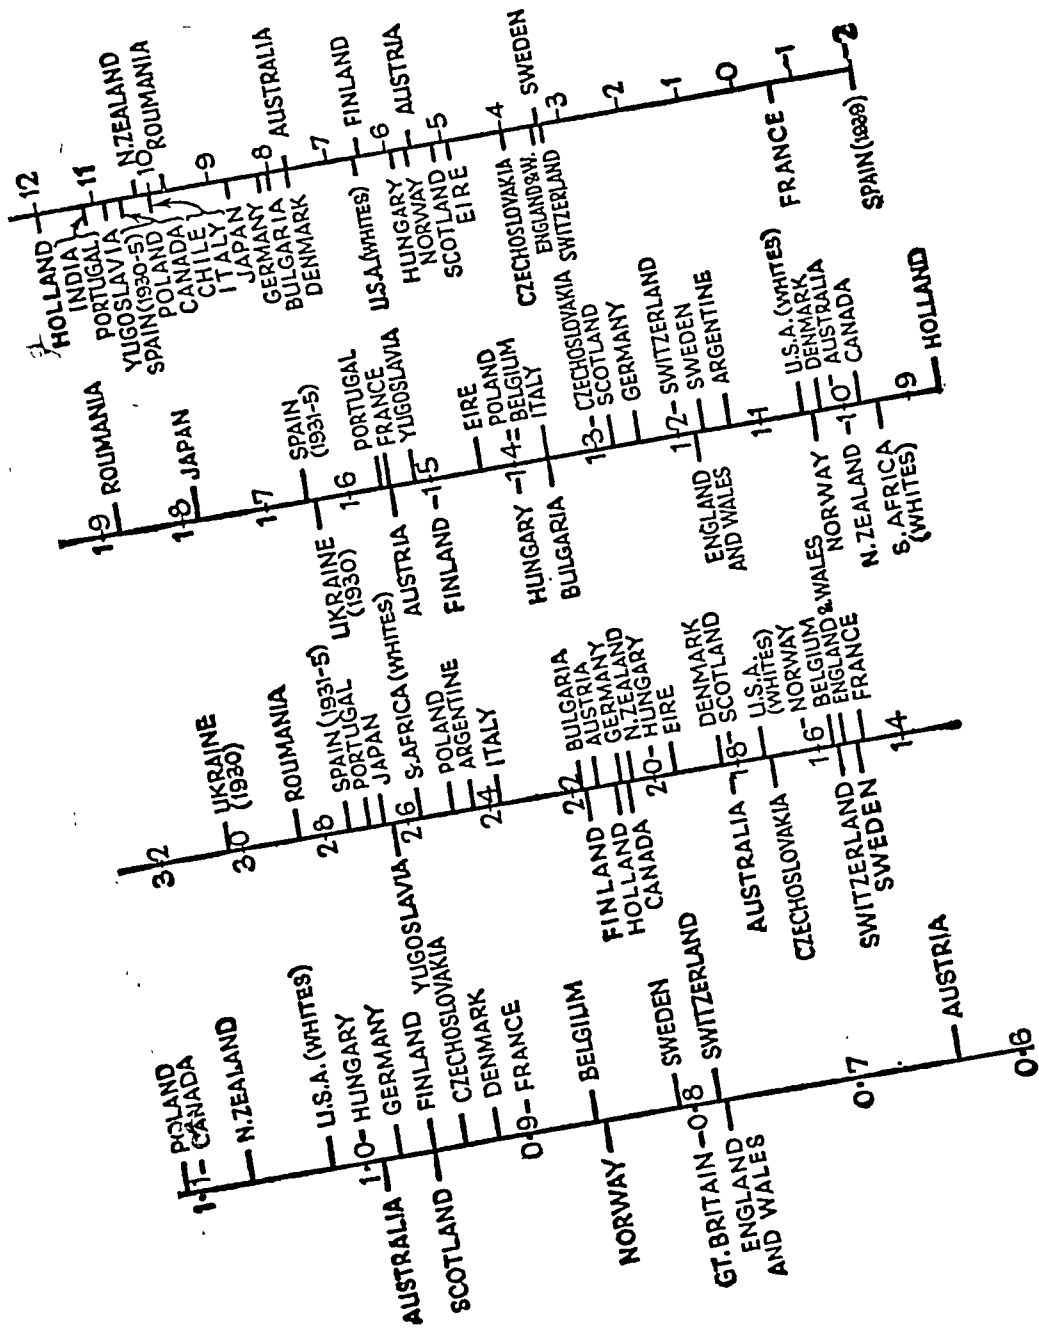 12
HOLLAND
INDIA
11
PORTUGAL
YUGOSLAVIA
N.ZEALAND
SPAIN (1930-5)
10
ROUMANIA
POLAND
CANADA
CHILE
9
ITALY
JAPAN
GERMANY
8
BULGARIA
AUSTRALIA
DENMARK
7
FINLAND
U.S.A.(WHITES)
6
HUNGARY
AUSTRIA
NORWAY
SCOTLAND
5
EIRE
4
CZECHOSLOVAKIA
SWEDEN
ENGLAND & W.
SWITZERLAND
3
2
1
0
FRANCE
-1
SPAIN (1939)
-2
1·9
ROUMANIA
1·8
JAPAN
1·7
SPAIN
(1931-5)
UKRAINE
(1930)
1·6
PORTUGAL
FRANCE
YUGOSLAVIA
AUSTRIA
FINLAND
1·5
EIRE
POLAND
HUNGARY
1·4
BELGIUM
ITALY
BULGARIA
1·3
CZECHOSLOVAKIA
SCOTLAND
GERMANY
1·2
SWITZERLAND
SWEDEN
ENGLAND
AND WALES
ARGENTINE
1·1
U.S.A. (WHITES)
DENMARK
AUSTRALIA
NORWAY
N. ZEALAND
1·0
CANADA
S. AFRICA
(WHITES)
·9
HOLLAND
3·2
3·0
UKRAINE
(1930)
ROUMANIA
2·8
SPAIN (1931-5)
PORTUGAL
JAPAN
YUGOSLAVIA
2·6
S.AFRICA (WHITES)
POLAND
ARGENTINE
2·4
ITALY
2·2
BULGARIA
FINLAND
AUSTRIA
GERMANY
HOLLAND
N.ZEALAND
CANADA
2·0
HUNGARY
EIRE
DENMARK
AUSTRALIA
1·8
SCOTLAND
U.S.A.
(WHITES)
CZECHOSLOVAKIA
NORWAY
1·6
BELGIUM
ENGLAND & WALES
SWITZERLAND
FRANCE
SWEDEN
1·4
POLAND
1·1
CANADA
N.ZEALAND
U.S.A. (WHITES)
1·0
HUNGARY
AUSTRALIA
GERMANY
FINLAND
SCOTLAND
CZECHOSLOVAKIA
DENMARK
0·9
FRANCE
BELGIUM
NORWAY
SWEDEN
GT. BRITAIN
0·8
SWITZERLAND
ENGLAND
AND WALES
0·7
AUSTRIA
0·6